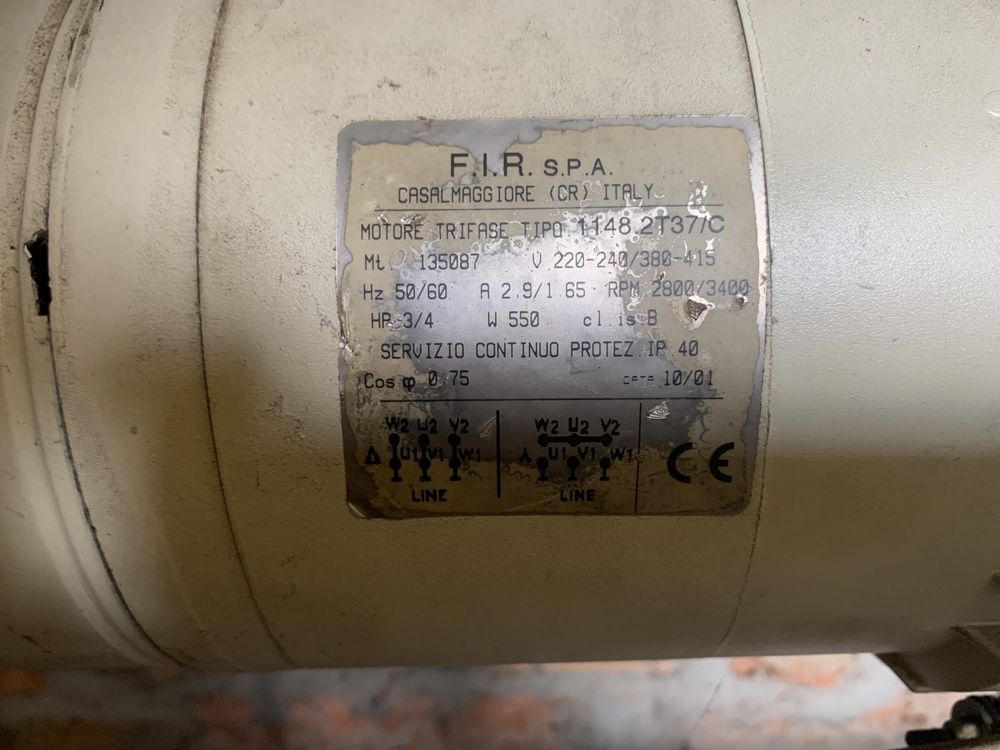 F.I.R. S.P.A.
CASALMAGGIORE (CR) ITALY
MOTORE TRIFASE TIPO 1148.2T37/C
Mt. 135087 V 220-240/380-415
Hz 50/60 A 2.9/1.65 RPM 2800/3400
HP 3/4 W 550 cl.is.B
SERVIZIO CONTINUO PROTEZ.IP.40
Cos φ 0.75 DATA 10/01
W2 U2 V2 W2 U2 V2
Δ U1 V1 W1 ⅄ U1 V1 W1 CE
LINE LINE